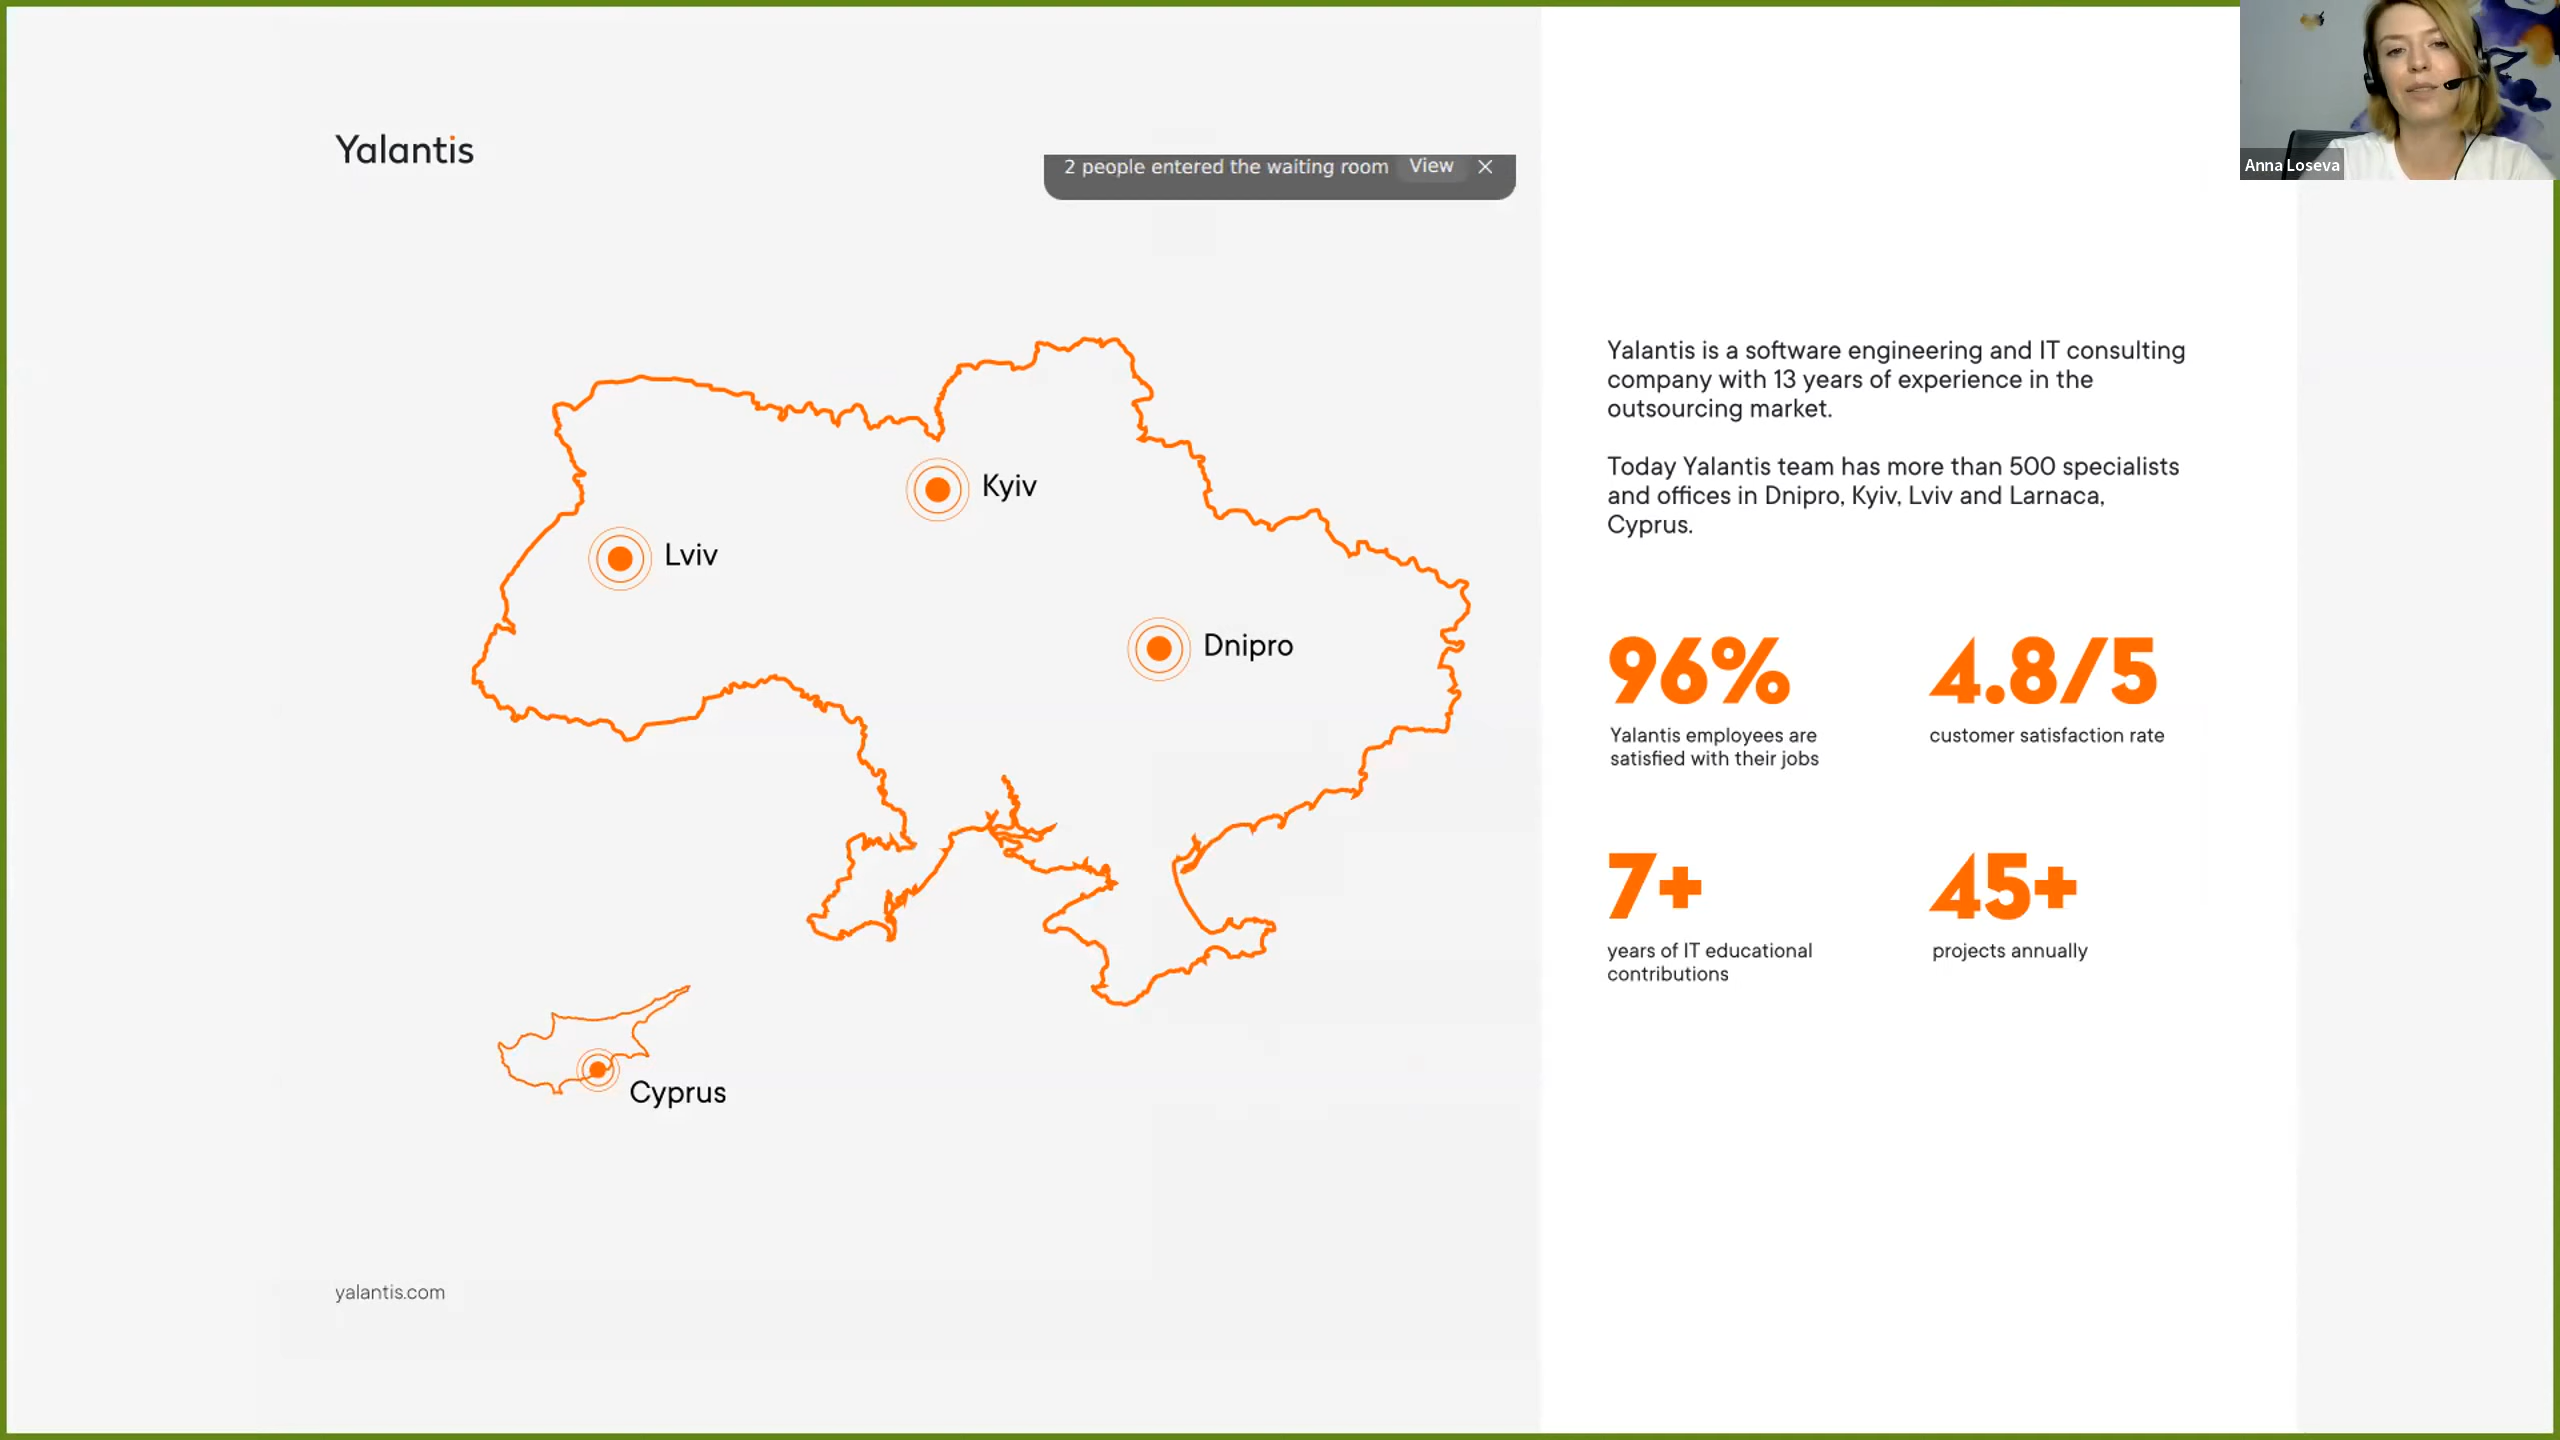 Yalantis
2 people entered the waiting room View
Anna Loseva
Kyiv
Lviv
Dnipro
Cyprus
yalantis.com
Yalantis is a software engineering and IT consulting
company with 13 years of experience in the
outsourcing market.
Today Yalantis team has more than 500 specialists
and offices in Dnipro, Kyiv, Lviv and Larnaca,
Cyprus.
96%
Yalantis employees are
satisfied with their jobs
4.8/5
customer satisfaction rate
7+
years of IT educational
contributions
45+
projects annually